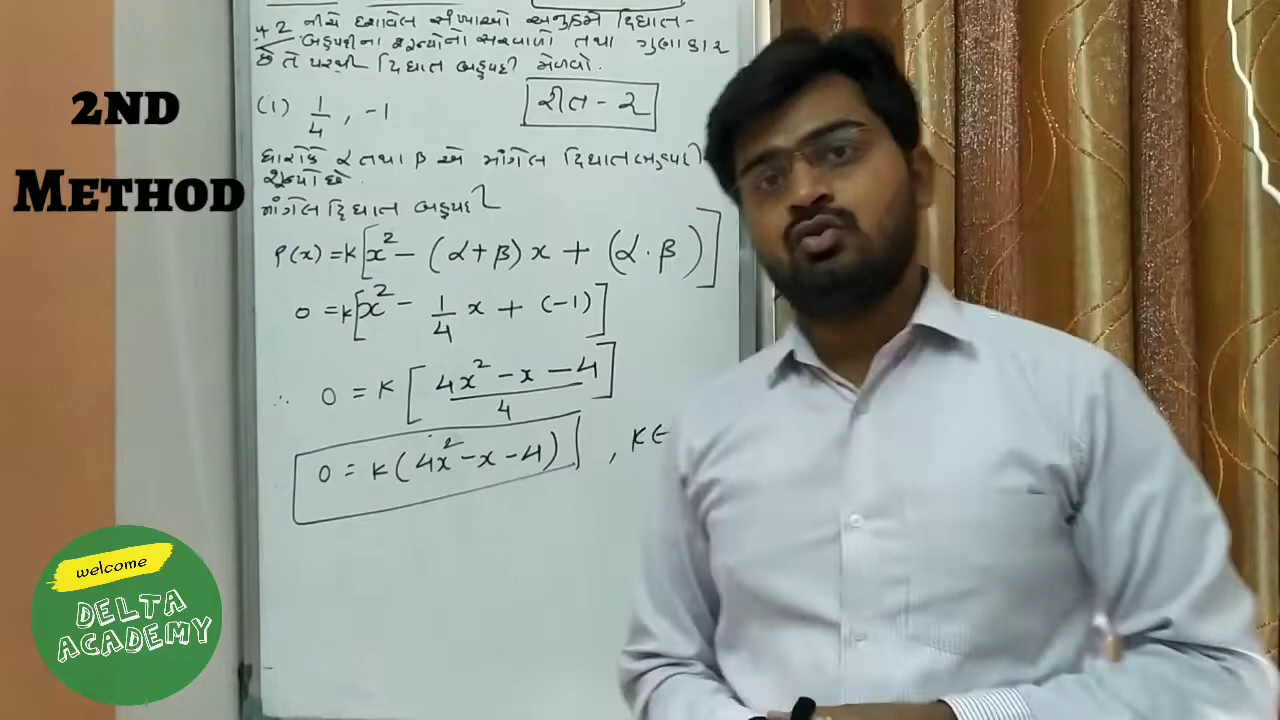 2ND
METHOD
4.2 નીચે દર્શાવેલ સંખ્યાઓ અનુક્રમે દ્વિઘાત-
બહુપદીના શૂન્યોનો સરવાળો તથા ગુણાકાર
છે તે પરથી દ્વિઘાત બહુપદી મેળવો.
(1) 1/4 , -1
રીત - ૨
ધારોકે α તથા β એ માંગેલ દ્વિઘાત બહુપદી
શૂન્યો છે.
માંગેલ દ્વિઘાત બહુપદી
P(x) = K[x² - (α+β)x + (α·β)]
0 = K[x² - 1/4 x + (-1)]
∴ 0 = K[(4x² - x - 4)/4]
0 = K(4x² - x - 4) , K ∈
welcome
DELTA
ACADEMY